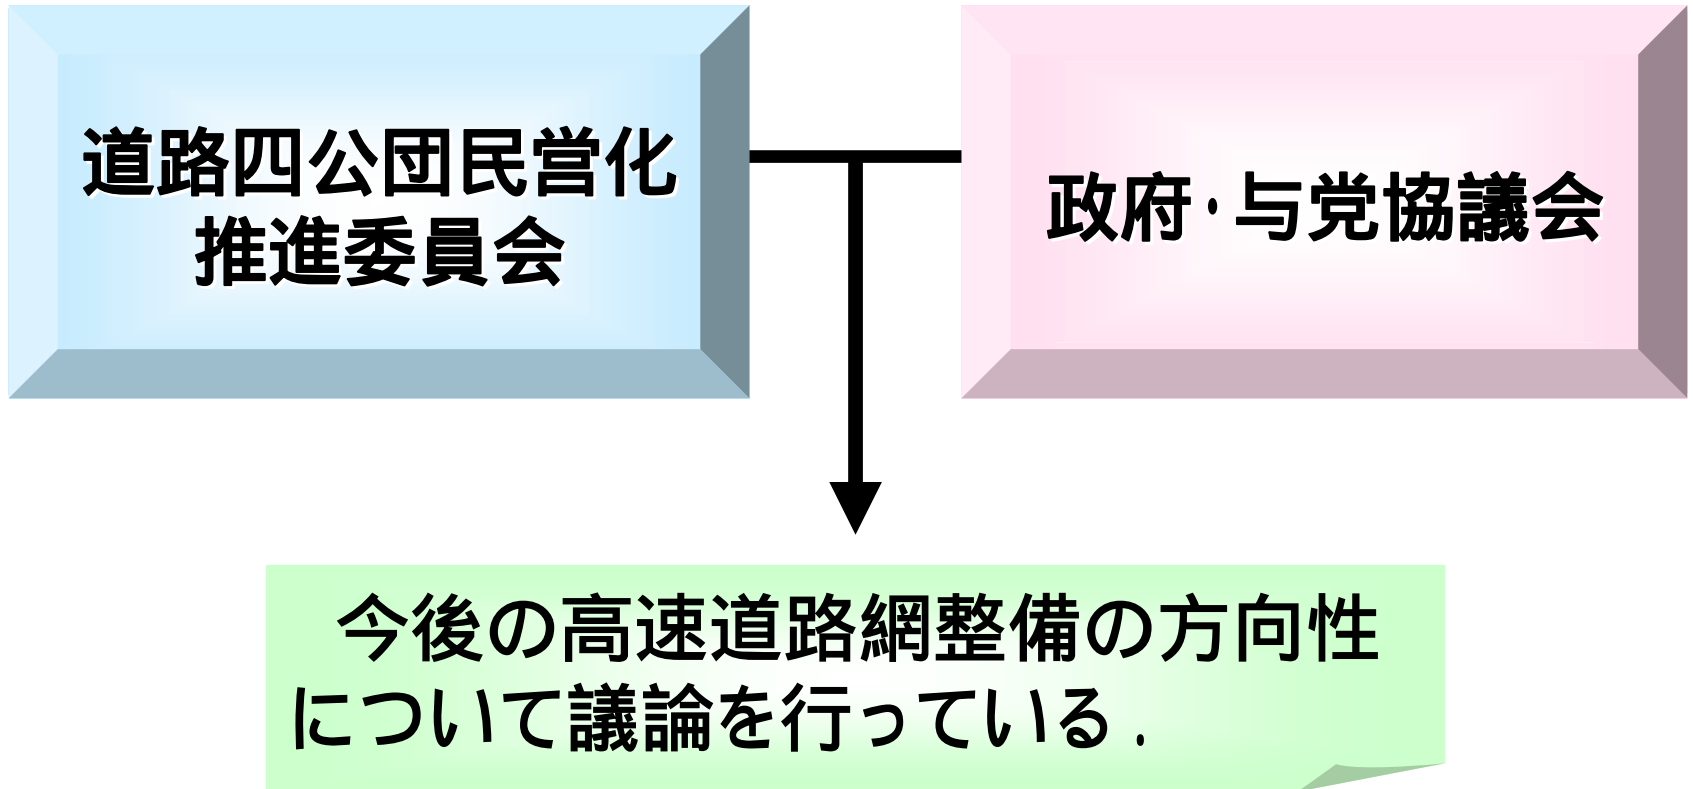 道路四公団民営化
推進委員会
政府・与党協議会
今後の高速道路網整備の方向性
について議論を行っている.